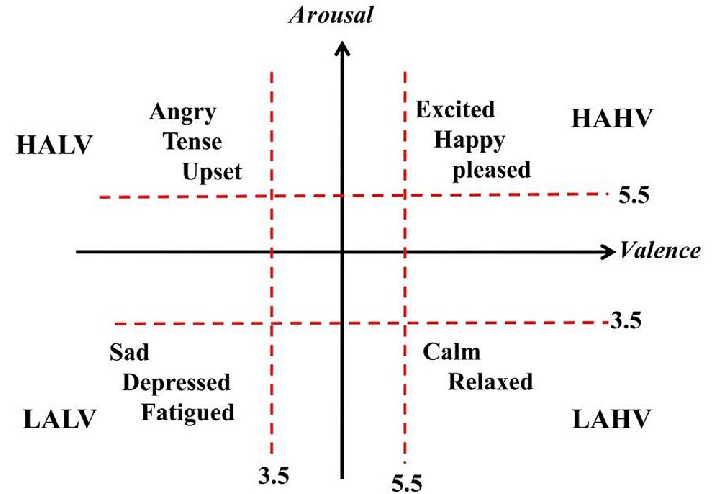 Arousal
Angry
Tense
Upset
HALV
Excited
Happy
pleased
HAHV
5.5
Valence
3.5
Sad
Depressed
Fatigued
LALV
Calm
Relaxed
LAHV
3.5
5.5